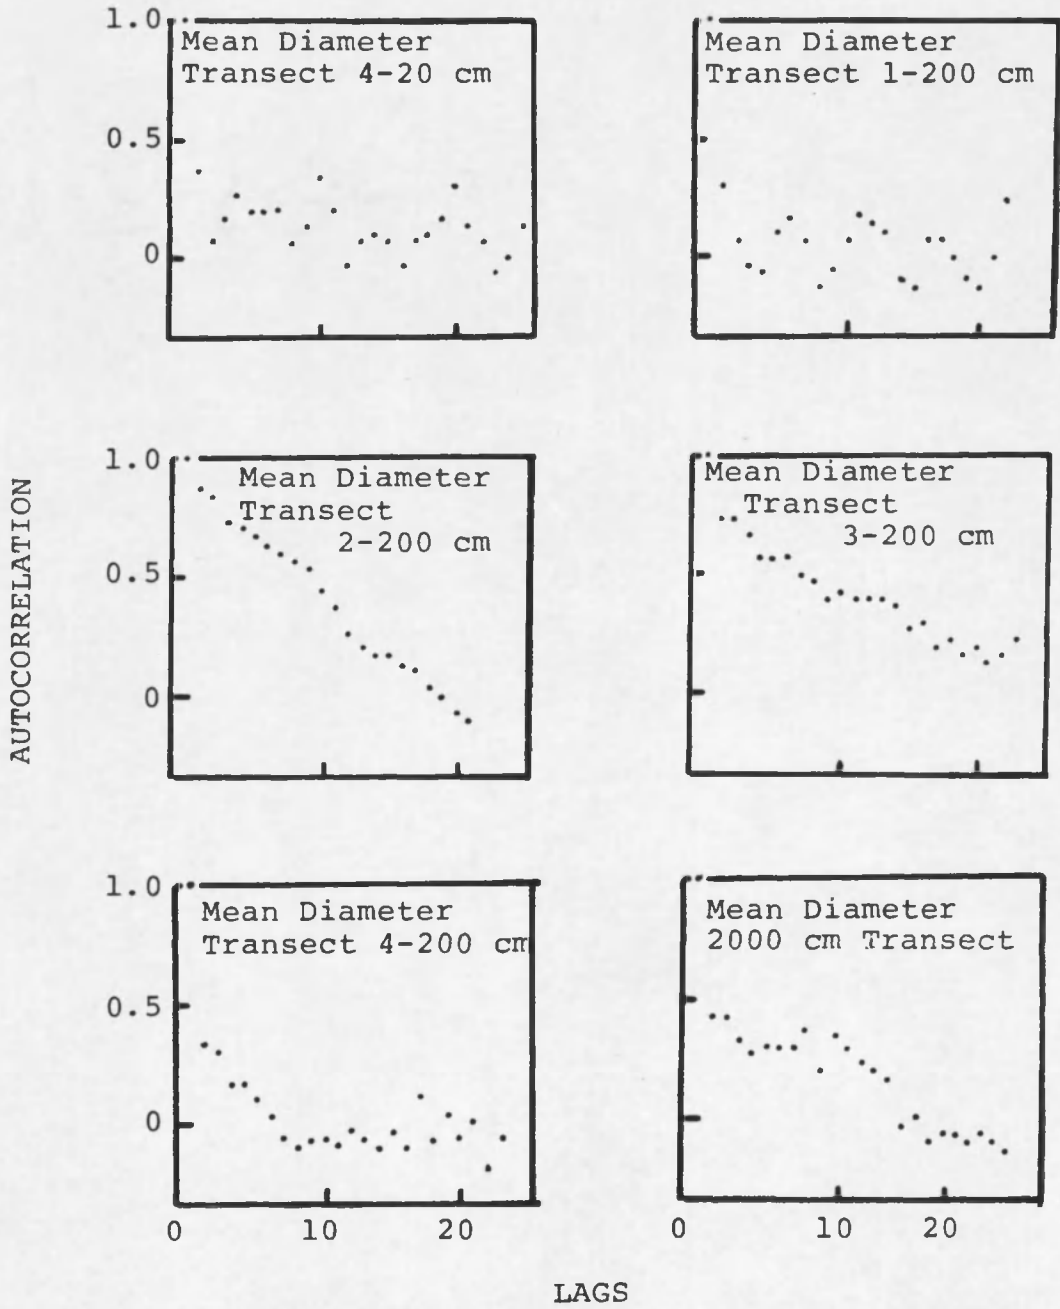 1.0
Mean Diameter
Transect 4-20 cm
0.5
0
Mean Diameter
Transect 1-200 cm
AUTOCORRELATION
1.0
Mean Diameter
Transect
2-200 cm
0.5
0
Mean Diameter
Transect
3-200 cm
1.0
Mean Diameter
Transect 4-200 cm
0.5
0
0 10 20
Mean Diameter
2000 cm Transect
0 10 20
LAGS